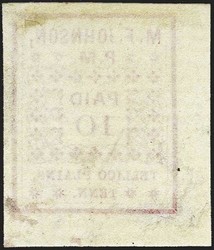 M.F. JOHNSON,
P.M.
PAID
10
TELLICO PLAINS,
TENN.